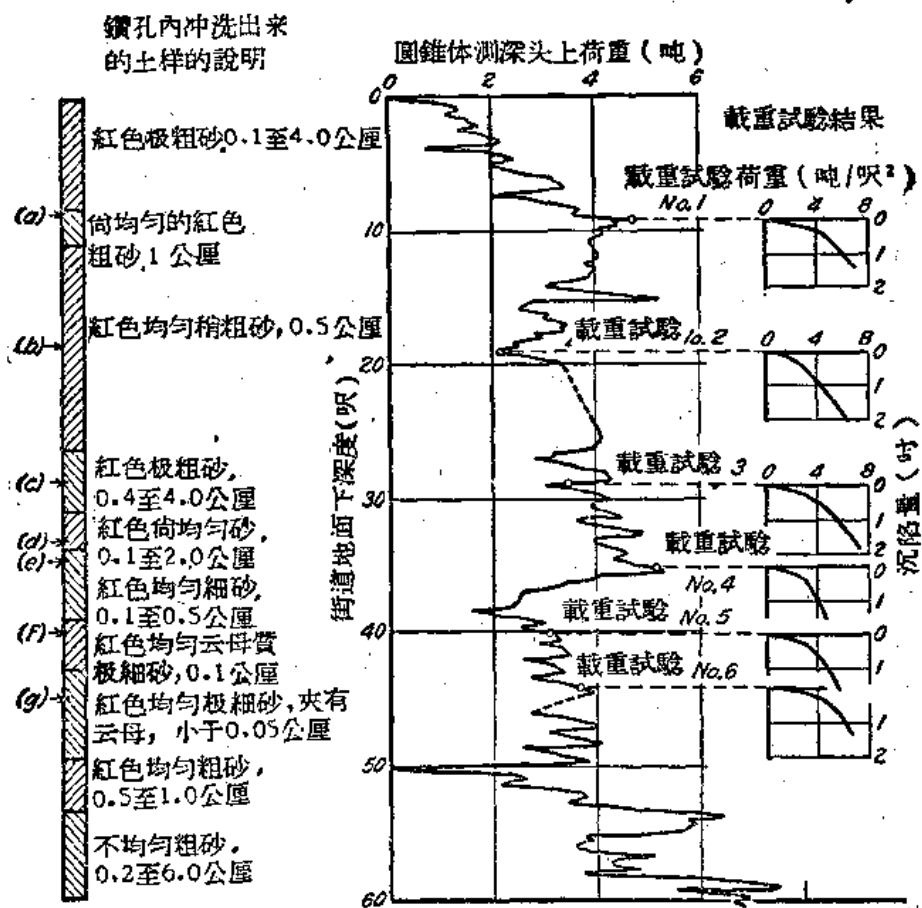 鑽孔內冲洗出来
的土样的說明
圓錐体測深头上荷重(吨)
0 2 4 6
載重試驗結果
載重試驗荷重(吨/呎²)
紅色极粗砂,0.1至4.0公厘
(a)
尙均匀的紅色
粗砂,1公厘
(b)
紅色均匀稍粗砂,0.5公厘
(c)
紅色极粗砂,
0.4至4.0公厘
(d)
紅色尙均匀砂,
0.1至2.0公厘
(e)
紅色均匀細砂,
0.1至0.5公厘
(f)
紅色均匀云母質
极細砂,0.1公厘
(g)
紅色均匀极細砂,夹有
云母,小于0.05公厘
紅色均匀粗砂,
0.5至1.0公厘
不均匀粗砂,
0.2至6.0公厘
街道地面下深度(呎)
0
10
20
30
40
50
60
No.1
載重試驗 No.2
載重試驗 3
載重試驗
No.4
載重試驗 No.5
載重試驗 No.6
0 4 8
0
1
2
0 4 8
0
1
2
0 4 8
0
1
2
0
1
0
1
1
2
沉陷量(吋)